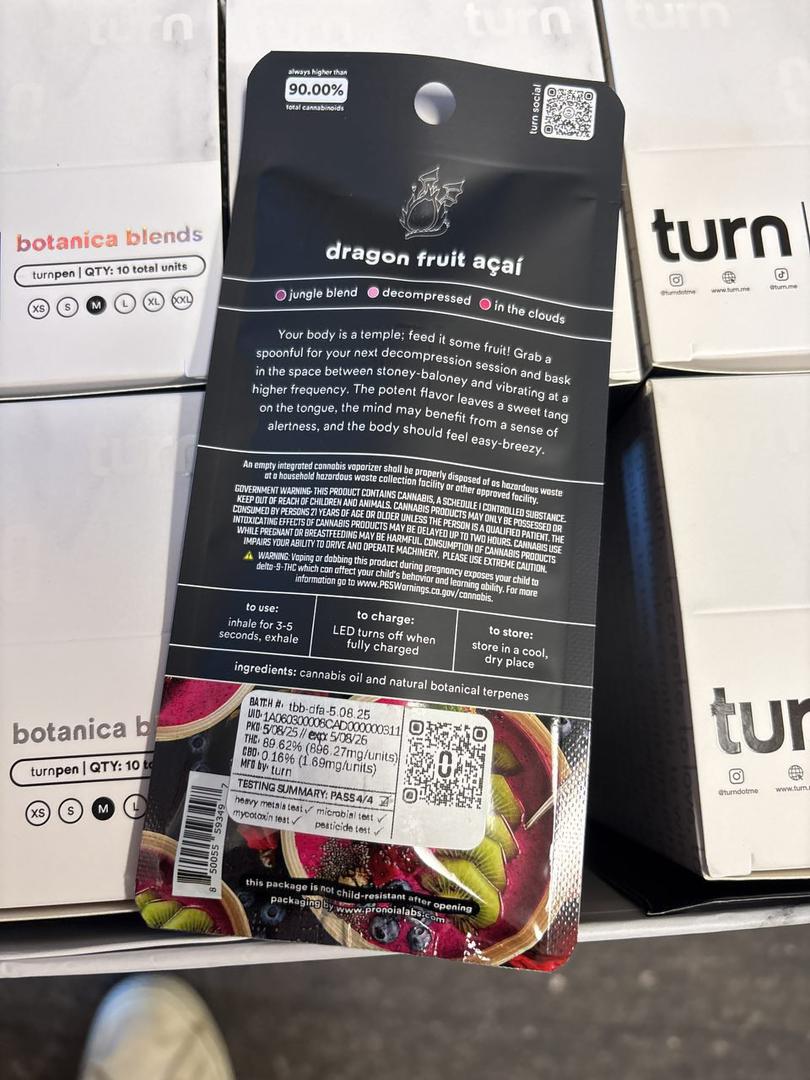 always higher than
90.00%
total cannabinoids
turn social
dragon fruit açaí
jungle blend decompressed in the clouds
Your body is a temple; feed it some fruit! Grab a
spoonful for your next decompression session and bask
in the space between stoney-baloney and vibrating at a
higher frequency. The potent flavor leaves a sweet tang
on the tongue, the mind may benefit from a sense of
alertness, and the body should feel easy-breezy.
An empty integrated cannabis vaporizer shall be properly disposed of as hazardous waste
at a household hazardous waste collection facility or other approved facility.
GOVERNMENT WARNING: THIS PRODUCT CONTAINS CANNABIS, A SCHEDULE I CONTROLLED SUBSTANCE.
KEEP OUT OF REACH OF CHILDREN AND ANIMALS. CANNABIS PRODUCTS MAY ONLY BE POSSESSED OR
CONSUMED BY PERSONS 21 YEARS OF AGE OR OLDER UNLESS THE PERSON IS A QUALIFIED PATIENT. THE
INTOXICATING EFFECTS OF CANNABIS PRODUCTS MAY BE DELAYED UP TO TWO HOURS. CANNABIS USE
WHILE PREGNANT OR BREASTFEEDING MAY BE HARMFUL. CONSUMPTION OF CANNABIS PRODUCTS
IMPAIRS YOUR ABILITY TO DRIVE AND OPERATE MACHINERY. PLEASE USE EXTREME CAUTION.
WARNING: Vaping or dabbing this product during pregnancy exposes your child to
delta-9-THC which can affect your child's behavior and learning ability. For more
information go to www.P65Warnings.ca.gov/cannabis.
to use:
inhale for 3-5
seconds, exhale
to charge:
LED turns off when
fully charged
to store:
store in a cool,
dry place
ingredients: cannabis oil and natural botanical terpenes
BATCH #: tbb-dfa-5.08.25
UID: 1A060300006CAD000000311
PKG: 5/08/25 // exp: 5/08/26
THC: 89.62% (896.27mg/units)
CBD: 0.16% (1.69mg/units)
MFG by: turn
TESTING SUMMARY: PASS 4/4
heavy metals test ✓ microbial test ✓
mycotoxin test ✓ pesticide test ✓
8 50055 59349 7
this package is not child-resistant after opening
packaging by www.pronoialabs.com
turn
turn
turn
botanica blends
turnpen | QTY: 10 total units
XS S M L XL XXL
turn
@turndotme www.turn.me @turn.me
botanica b
turnpen | QTY: 10 to
XS S M L
tur
@turndotme www.turn.m